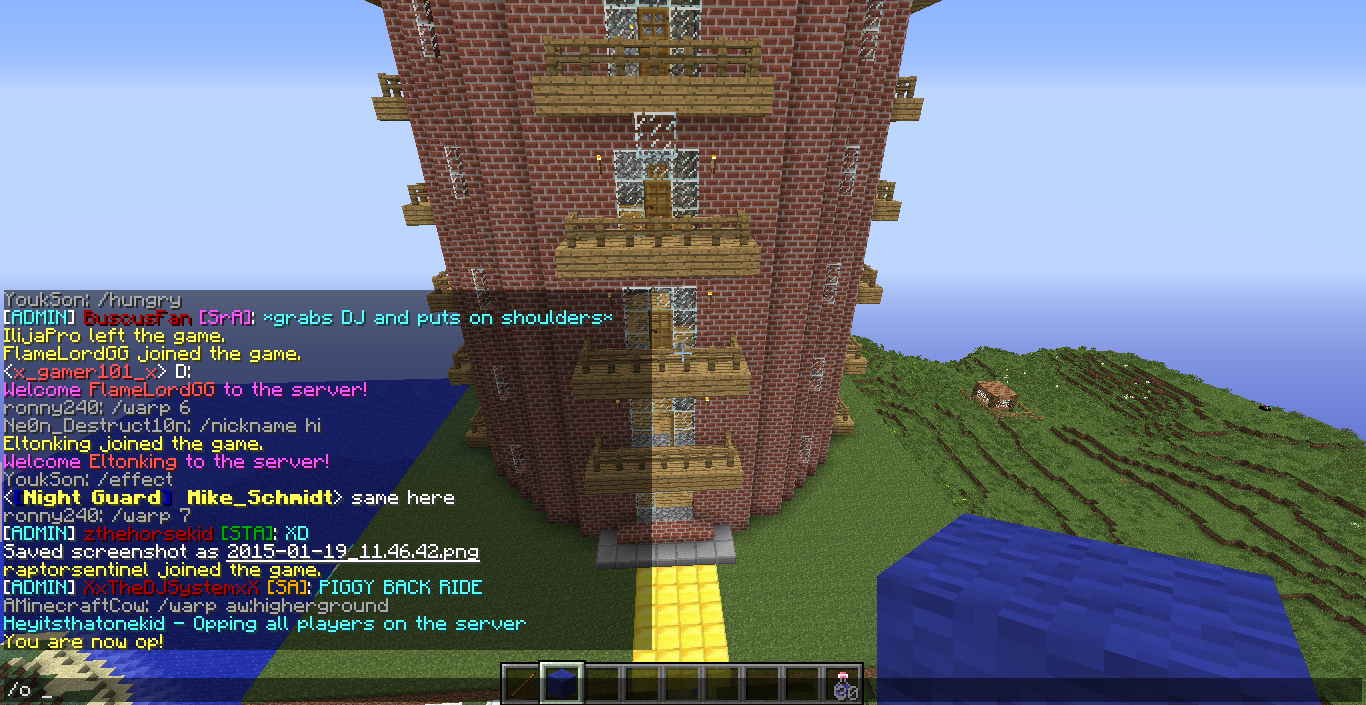 YoukSon: /hungry
[ADMIN] BuscusFan [SrA]: *grabs DJ and puts on shoulders*
IlijaPro left the game.
FlameLordGG joined the game.
<x_gamer101_x> D:
Welcome FlameLordGG to the server!
ronny240: /warp 6
Ne0n_Destruct10n: /nickname hi
Eltonking joined the game.
Welcome Eltonking to the server!
YoukSon: /effect
< Night Guard Mike_Schmidt> same here
ronny240: /warp 7
[ADMIN] zthehorsekid [STA]: XD
Saved screenshot as 2015-01-19_11.46.42.png
raptorsentinel joined the game.
[ADMIN] XxTheDJSystemxX [SA]: PIGGY BACK RIDE
AMinecraftCow: /warp aw:higherground
Heyitsthatonekid - Opping all players on the server
You are now op!
/o _
0